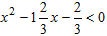 x² − 1 2/3 x − 2/3 < 0